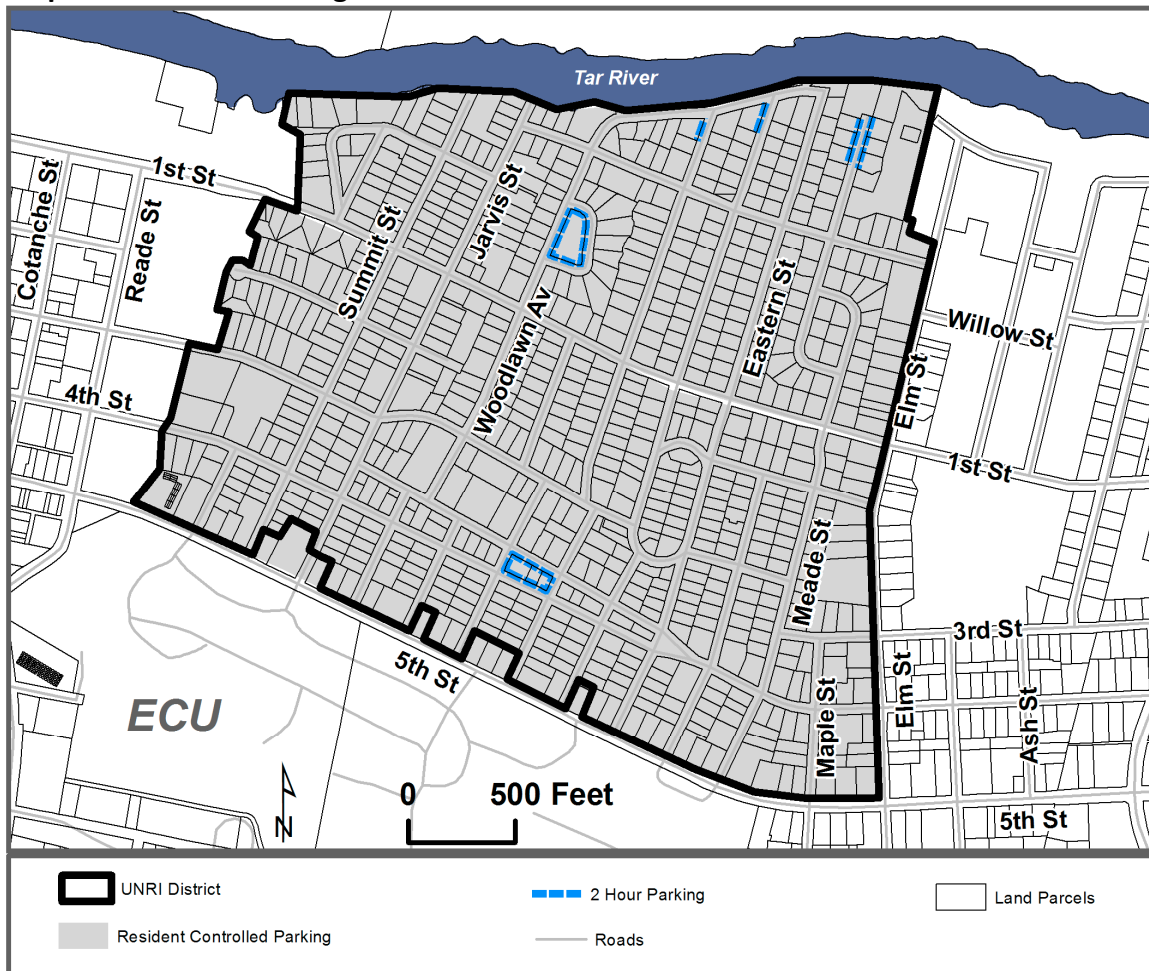 Tar River
1st St
Cotanche St
Reade St
Summit St
Jarvis St
Woodlawn Av
Eastern St
Willow St
Elm St
4th St
1st St
Meade St
3rd St
5th St
Elm St
Maple St
Ash St
ECU
0 500 Feet
N
5th St
UNRI District
2 Hour Parking
Land Parcels
Resident Controlled Parking
Roads